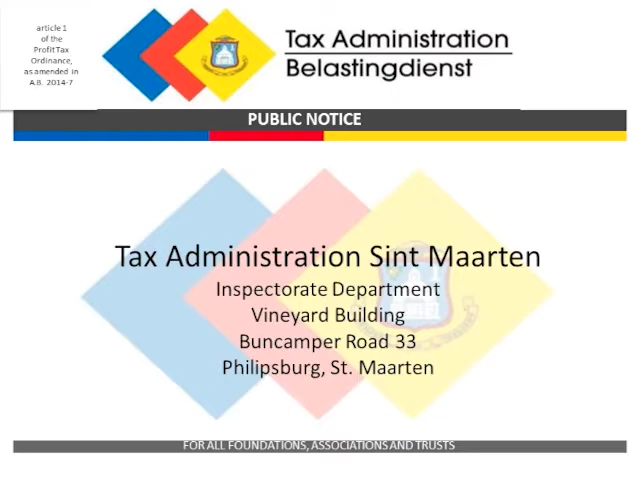 article 1
of the
Profit Tax
Ordinance,
as amended in
A.B. 2014-7
Tax Administration
Belastingdienst
PUBLIC NOTICE
Tax Administration Sint Maarten
Inspectorate Department
Vineyard Building
Buncamper Road 33
Philipsburg, St. Maarten
FOR ALL FOUNDATIONS, ASSOCIATIONS AND TRUSTS